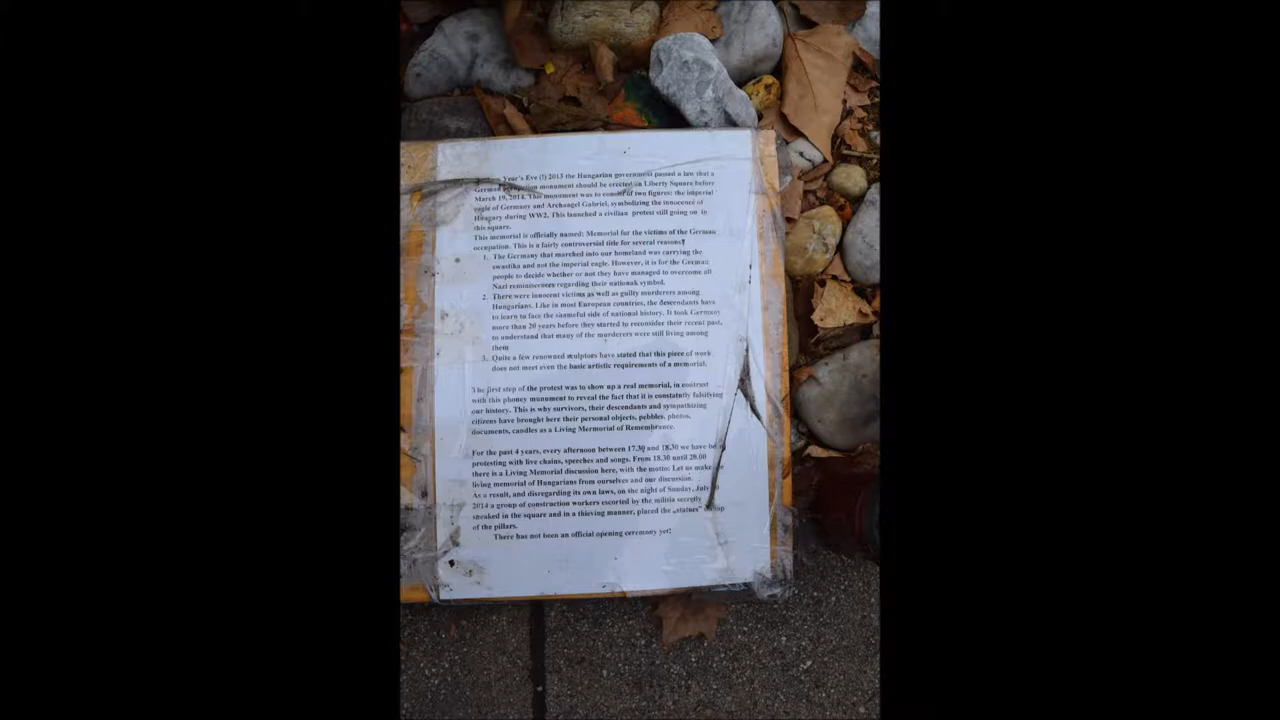 Year's Eve (!) 2013 the Hungarian government passed a law that a
German occupation monument should be erected on Liberty Square before
March 19, 2014. This monument was to consist of two figures: the imperial
eagle of Germany and Archangel Gabriel, symbolizing the innocence of
Hungary during WW2. This launched a civilian protest still going on in
this square.
This memorial is officially named: Memorial for the victims of the German
occupation. This is a fairly controversial title for several reasons!
1. The Germany that marched into our homeland was carrying the
swastika and not the imperial eagle. However, it is for the German
people to decide whether or not they have managed to overcome all
Nazi reminiscences regarding their nationak symbol.
2. There were innocent victims as well as guilty murderers among
Hungarians. Like in most European countries, the descendants have
to learn to face the shameful side of national history. It took Germany
more than 20 years before they started to reconsider their recent past,
to understand that many of the murderers were still living among
them
3. Quite a few renowned sculptors have stated that this piece of work
does not meet even the basic artistic requirements of a memorial.
The first step of the protest was to show up a real memorial, in contrast
with this phoney munument to reveal the fact that it is constatntly falsifying
our history. This is why survivors, their descendants and sympathizing
citizens have brought here their personal objects, pebbles, photos,
documents, candles as a Living Mermorial of Remembrance.
For the past 4 years, every afternoon between 17.30 and 18.30 we have be
protesting with live chains, speeches and songs. From 18.30 until 20.00
there is a Living Memorial discussion here, with the motto: Let us make
living memorial of Hungarians from ourselves and our discussion.
As a result, and disregarding its own laws, on the night of Sunday, July
2014 a group of construction workers escorted by the militia secretly
sneaked in the square and in a thieving manner, placed the „statues"
of the pillars.
There has not been an official opening ceremony yet!